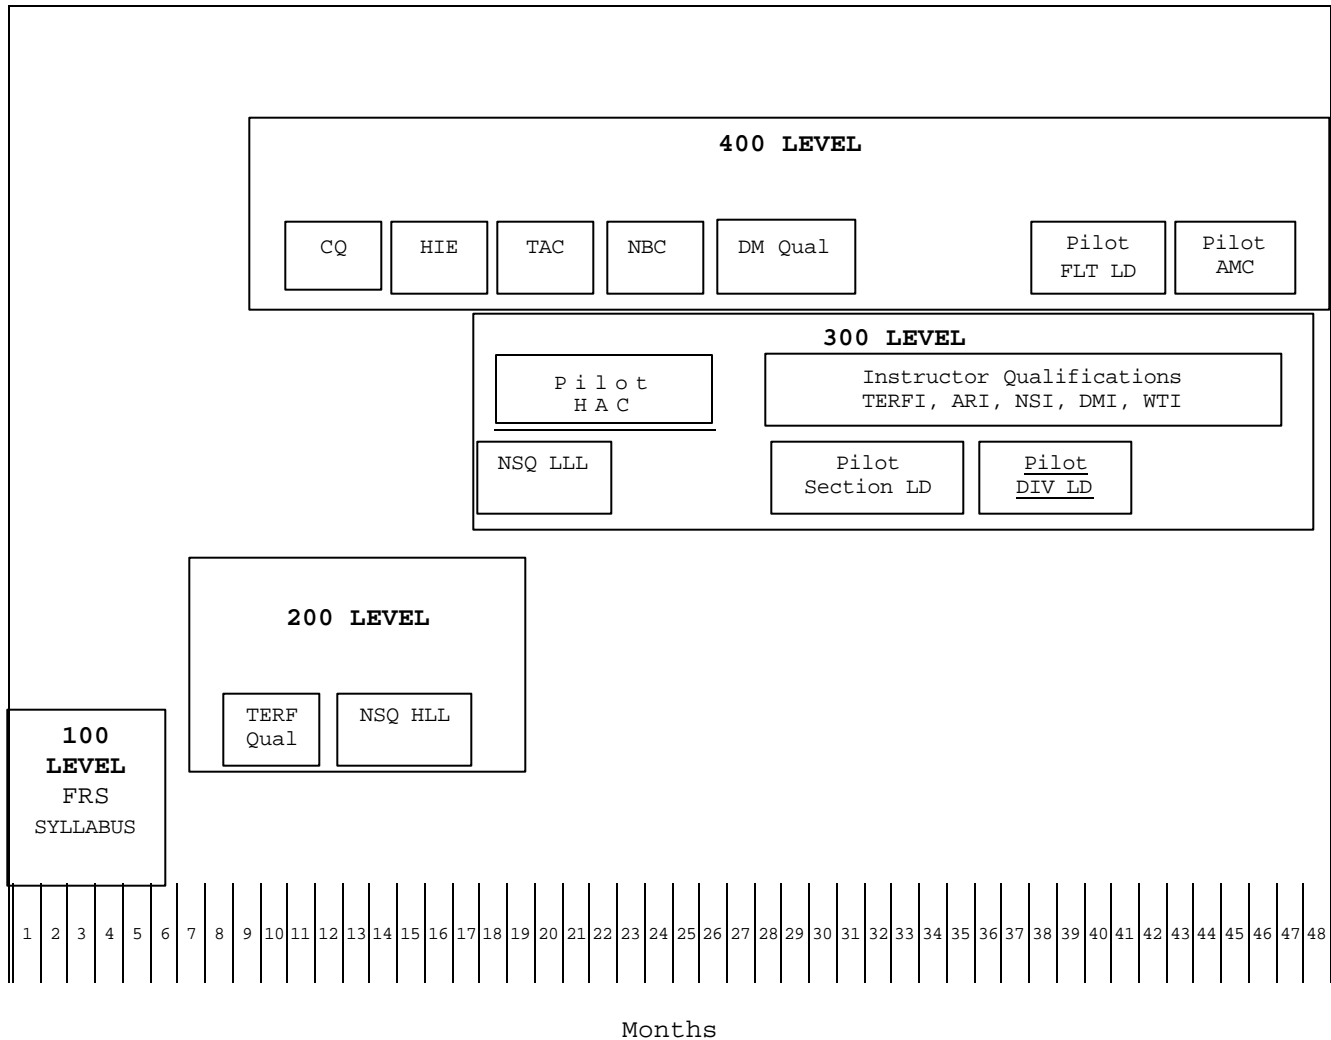 400 LEVEL
CQ
HIE
TAC
NBC
DM Qual
Pilot
FLT LD
Pilot
AMC
300 LEVEL
Pilot
HAC
Instructor Qualifications
TERFI, ARI, NSI, DMI, WTI
NSQ LLL
Pilot
Section LD
Pilot
DIV LD
200 LEVEL
TERF
Qual
NSQ HLL
100
LEVEL
FRS
SYLLABUS
1 2 3 4 5 6 7 8 9 10 11 12 13 14 15 16 17 18 19 20 21 22 23 24 25 26 27 28 29 30 31 32 33 34 35 36 37 38 39 40 41 42 43 44 45 46 47 48
Months